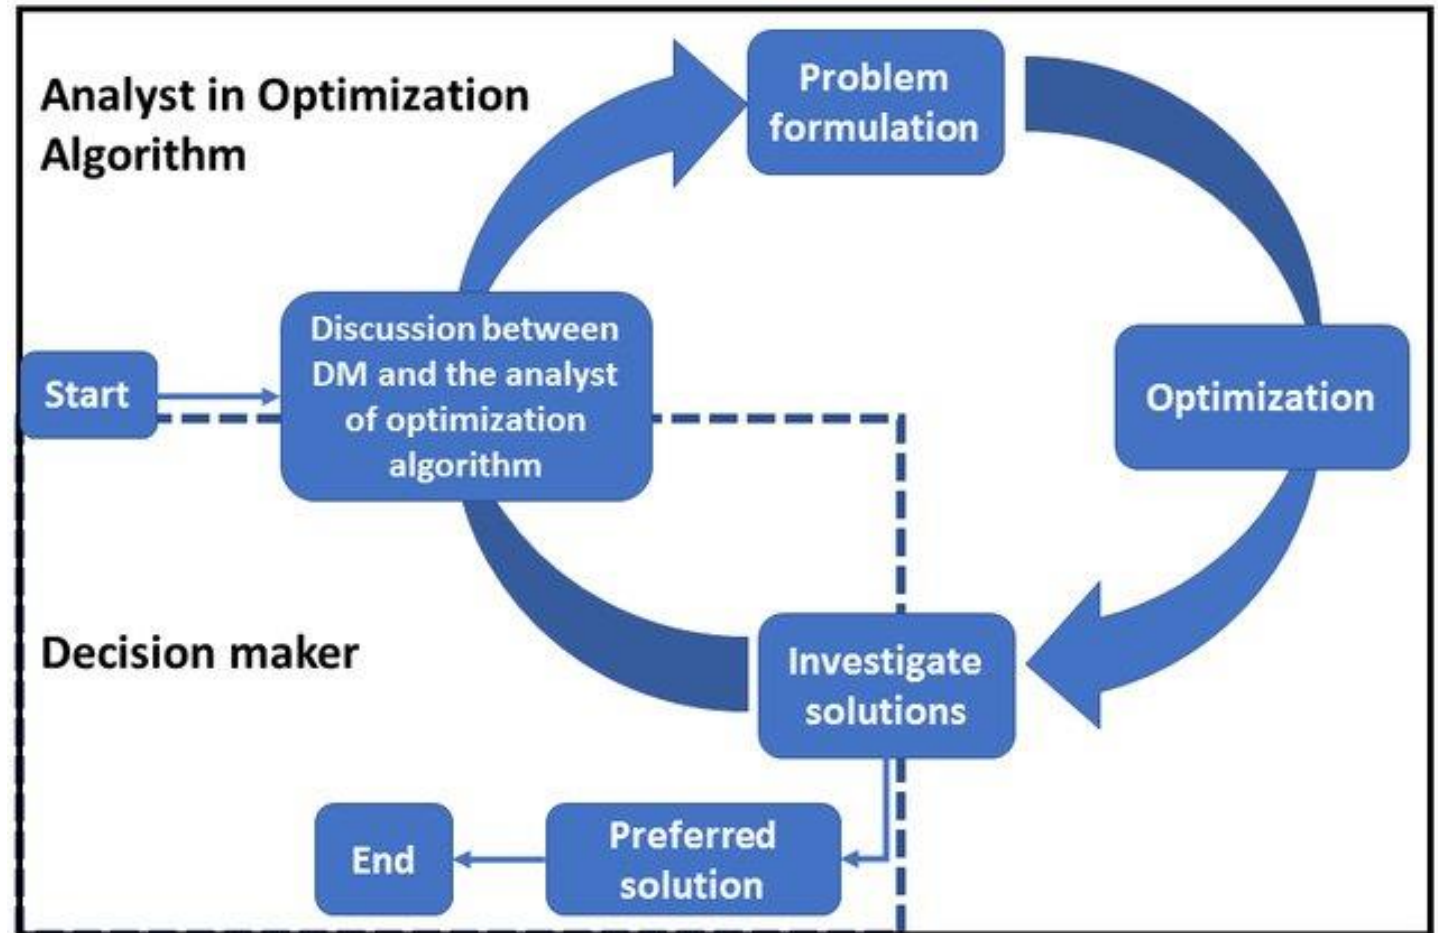 Analyst in Optimization
Algorithm
Problem
formulation
Discussion between
DM and the analyst
of optimization
algorithm
Start
Optimization
Decision maker
Investigate
solutions
Preferred
solution
End